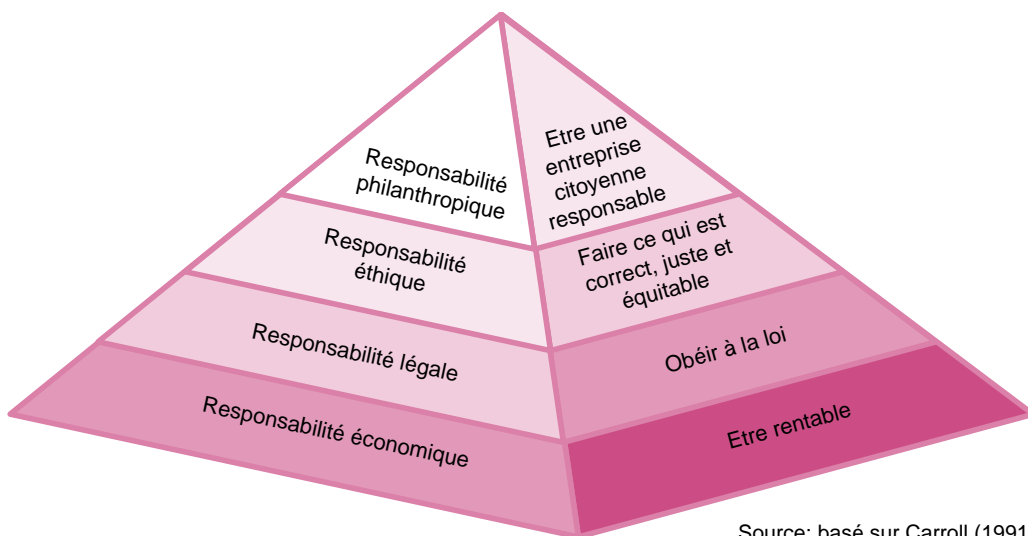 Responsabilité
philanthropique
Etre une
entreprise
citoyenne
responsable
Responsabilité
éthique
Faire ce qui est
correct, juste et
équitable
Responsabilité légale
Obéir à la loi
Responsabilité économique
Etre rentable
Source: basé sur Carroll (1991